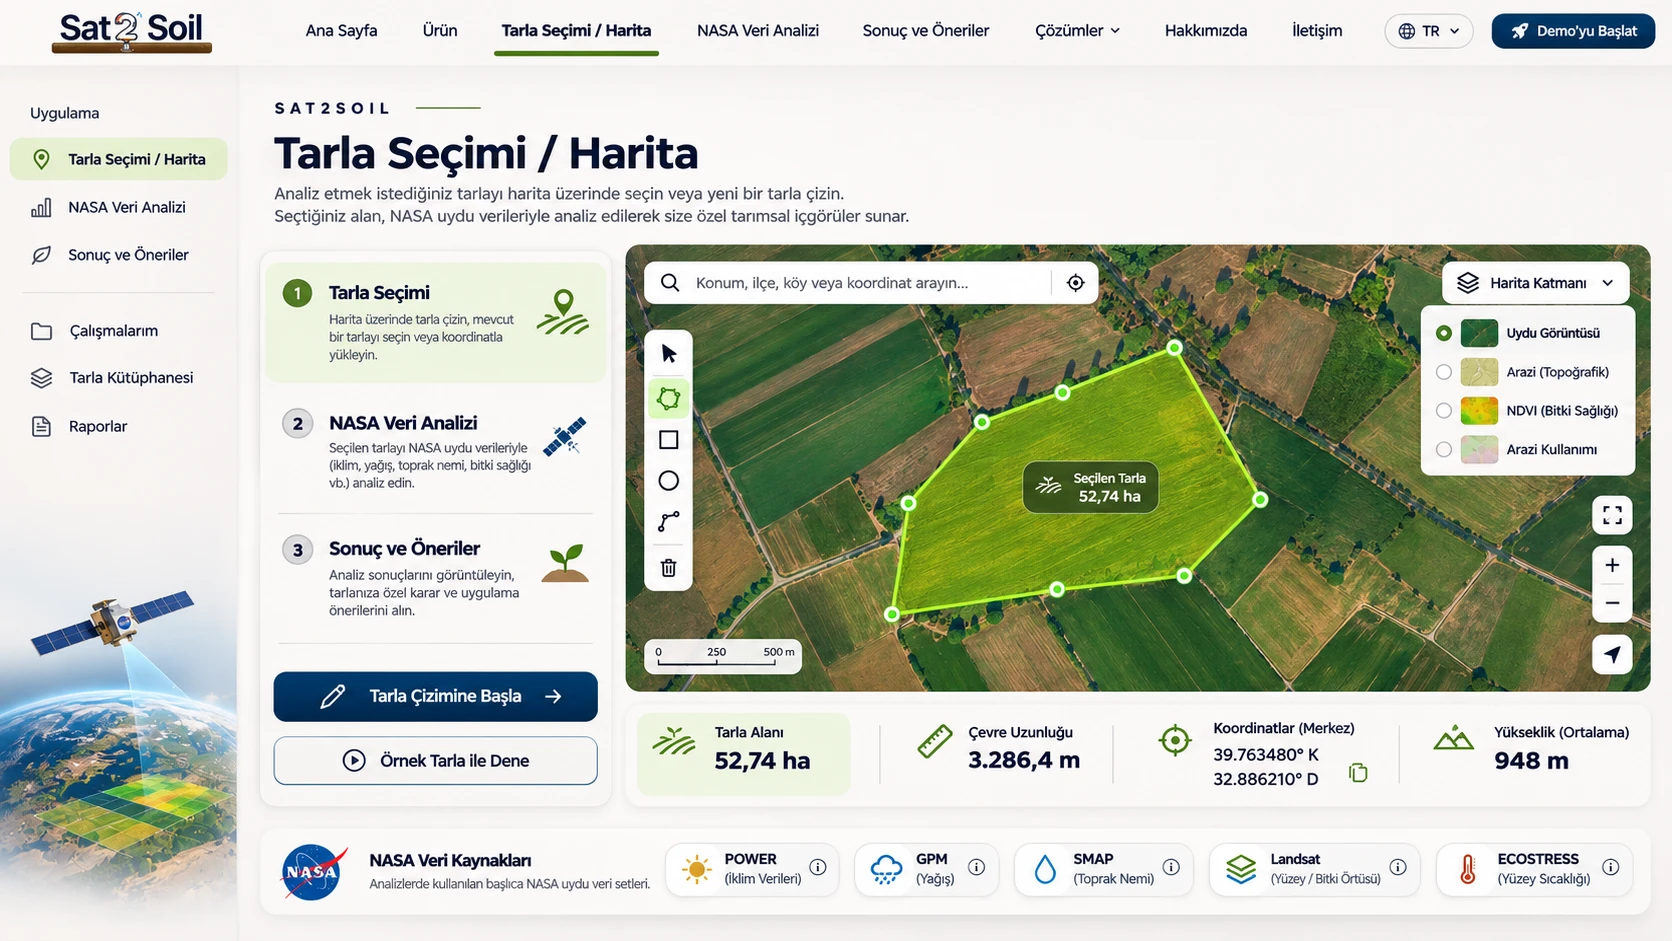 Sat2Soil
Ana Sayfa
Ürün
Tarla Seçimi / Harita
NASA Veri Analizi
Sonuç ve Öneriler
Çözümler
Hakkımızda
İletişim
TR
Demo'yu Başlat
Uygulama
Tarla Seçimi / Harita
NASA Veri Analizi
Sonuç ve Öneriler
Çalışmalarım
Tarla Kütüphanesi
Raporlar
SAT2SOIL
Tarla Seçimi / Harita
Analiz etmek istediğiniz tarlayı harita üzerinde seçin veya yeni bir tarla çizin.
Seçtiğiniz alan, NASA uydu verileriyle analiz edilerek size özel tarımsal içgörüler sunar.
1
Tarla Seçimi
Harita üzerinde tarla çizin, mevcut
bir tarlayı seçin veya koordinatla
yükleyin.
2
NASA Veri Analizi
Seçilen tarlayı NASA uydu verileriyle
(iklim, yağış, toprak nemi, bitki sağlığı
vb.) analiz edin.
3
Sonuç ve Öneriler
Analiz sonuçlarını görüntüleyin,
tarlanıza özel karar ve uygulama
önerilerini alın.
Tarla Çizimine Başla
Örnek Tarla ile Dene
Konum, ilçe, köy veya koordinat arayın...
Harita Katmanı
Uydu Görüntüsü
Arazi (Topoğrafik)
NDVI (Bitki Sağlığı)
Arazi Kullanımı
Seçilen Tarla
52,74 ha
0 250 500 m
Tarla Alanı
52,74 ha
Çevre Uzunluğu
3.286,4 m
Koordinatlar (Merkez)
39.763480° K
32.886210° D
Yükseklik (Ortalama)
948 m
NASA
NASA Veri Kaynakları
Analizlerde kullanılan başlıca NASA uydu veri setleri.
POWER
(İklim Verileri)
GPM
(Yağış)
SMAP
(Toprak Nemi)
Landsat
(Yüzey / Bitki Örtüsü)
ECOSTRESS
(Yüzey Sıcaklığı)